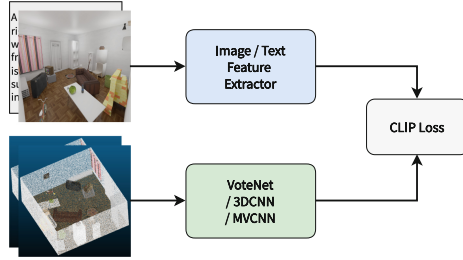 Image / Text
Feature
Extractor
CLIP Loss
VoteNet
/ 3DCNN
/ MVCNN